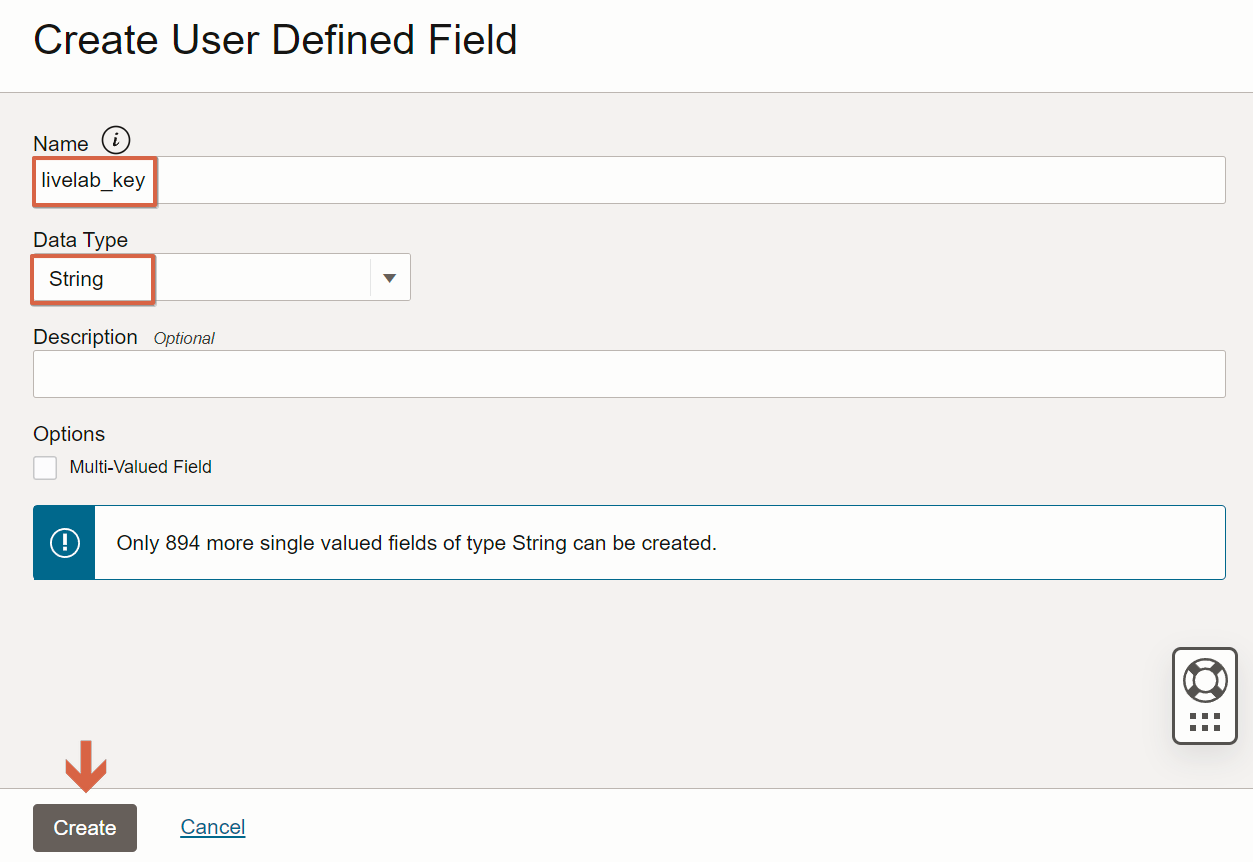 Create User Defined Field
Name
livelab_key
Data Type
String
Description Optional
Options
Multi-Valued Field
Only 894 more single valued fields of type String can be created.
Create Cancel